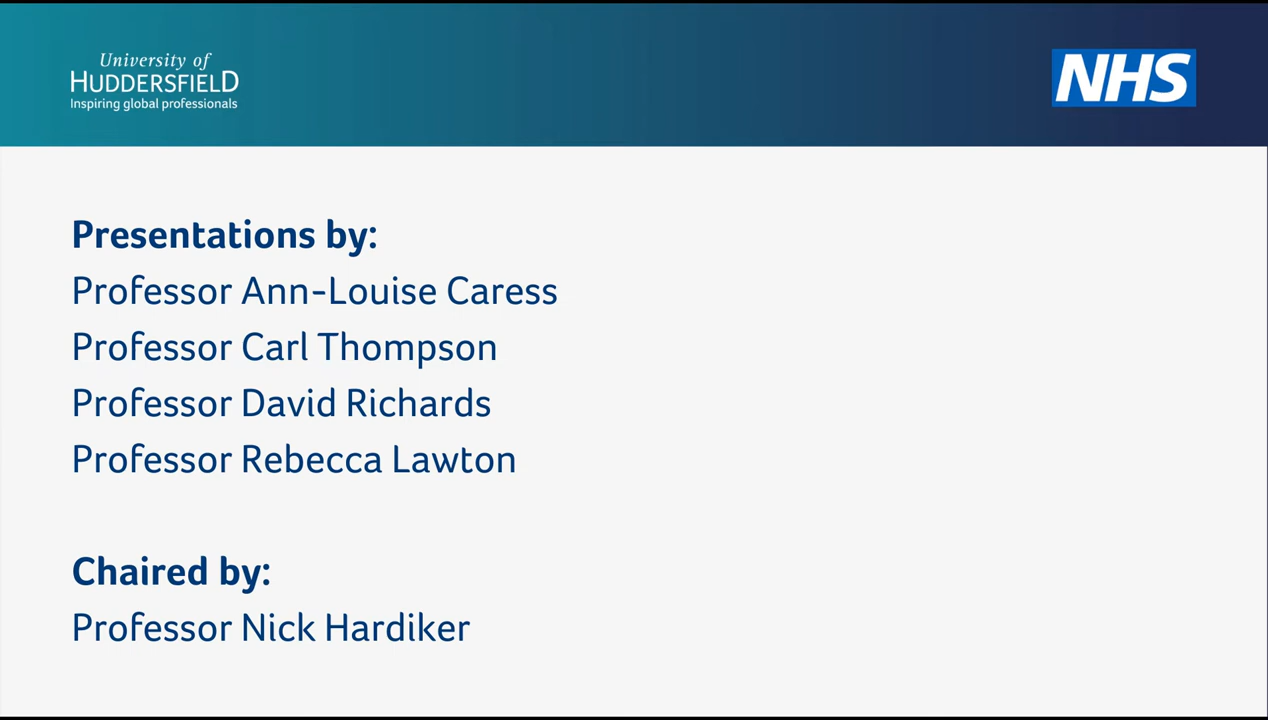 University of
HUDDERSFIELD
Inspiring global professionals
NHS
Presentations by:
Professor Ann-Louise Caress
Professor Carl Thompson
Professor David Richards
Professor Rebecca Lawton
Chaired by:
Professor Nick Hardiker